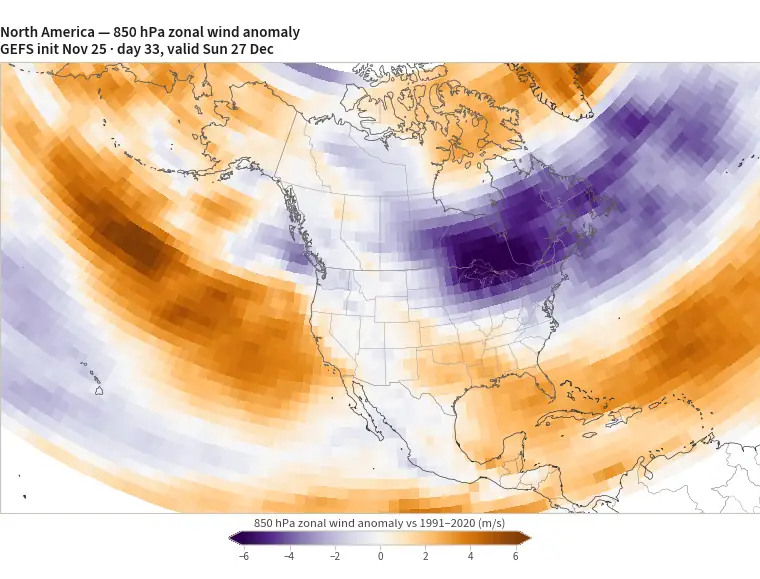 North America — 850 hPa zonal wind anomaly
GEFS init Nov 25 · day 33, valid Sun 27 Dec
850 hPa zonal wind anomaly vs 1991–2020 (m/s)
−6 −4 −2 0 2 4 6